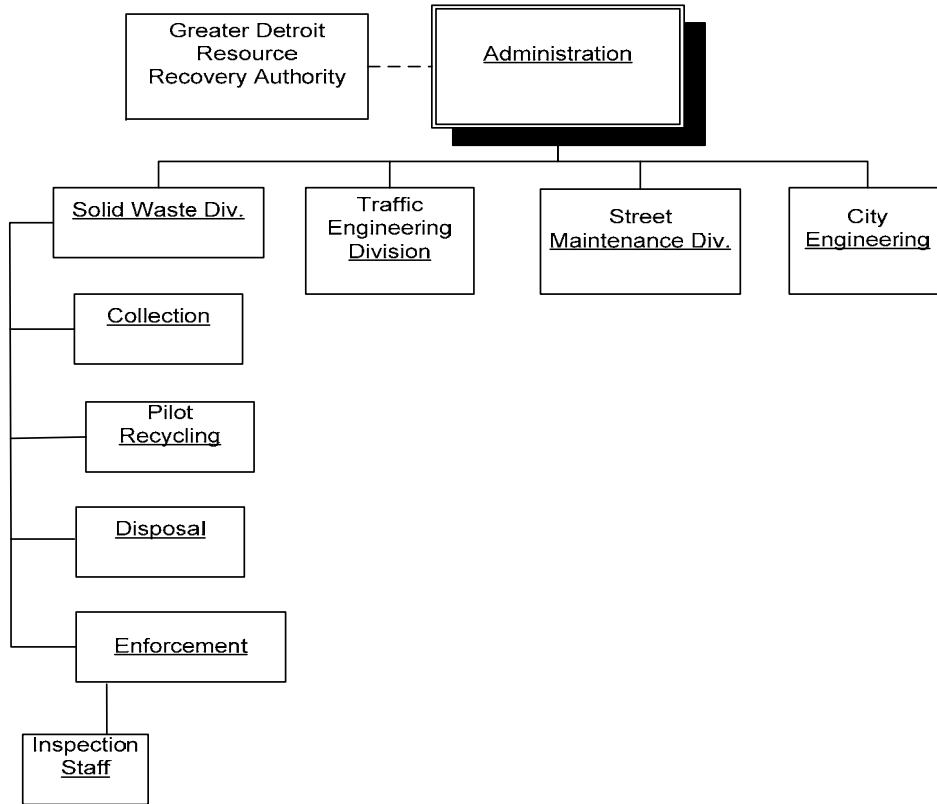 Greater Detroit
Resource
Recovery Authority
Administration
Solid Waste Div.
Traffic
Engineering
Division
Street
Maintenance Div.
City
Engineering
Collection
Pilot
Recycling
Disposal
Enforcement
Inspection
Staff